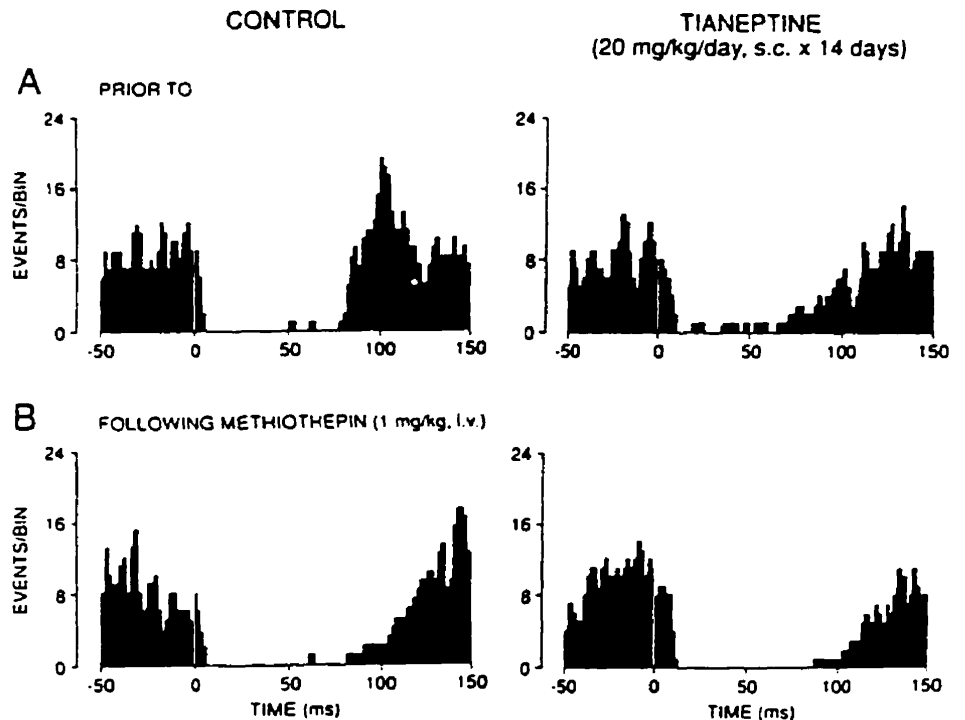 CONTROL
TIANEPTINE
(20 mg/kg/day, s.c. x 14 days)
A
PRIOR TO
EVENTS/BIN
24
16
8
0
-50 0 50 100 150
24
16
8
0
-50 0 50 100 150
B
FOLLOWING METHIOTHEPIN (1 mg/kg, i.v.)
EVENTS/BIN
24
16
8
0
-50 0 50 100 150
TIME (ms)
24
16
8
0
-50 0 50 100 150
TIME (ms)